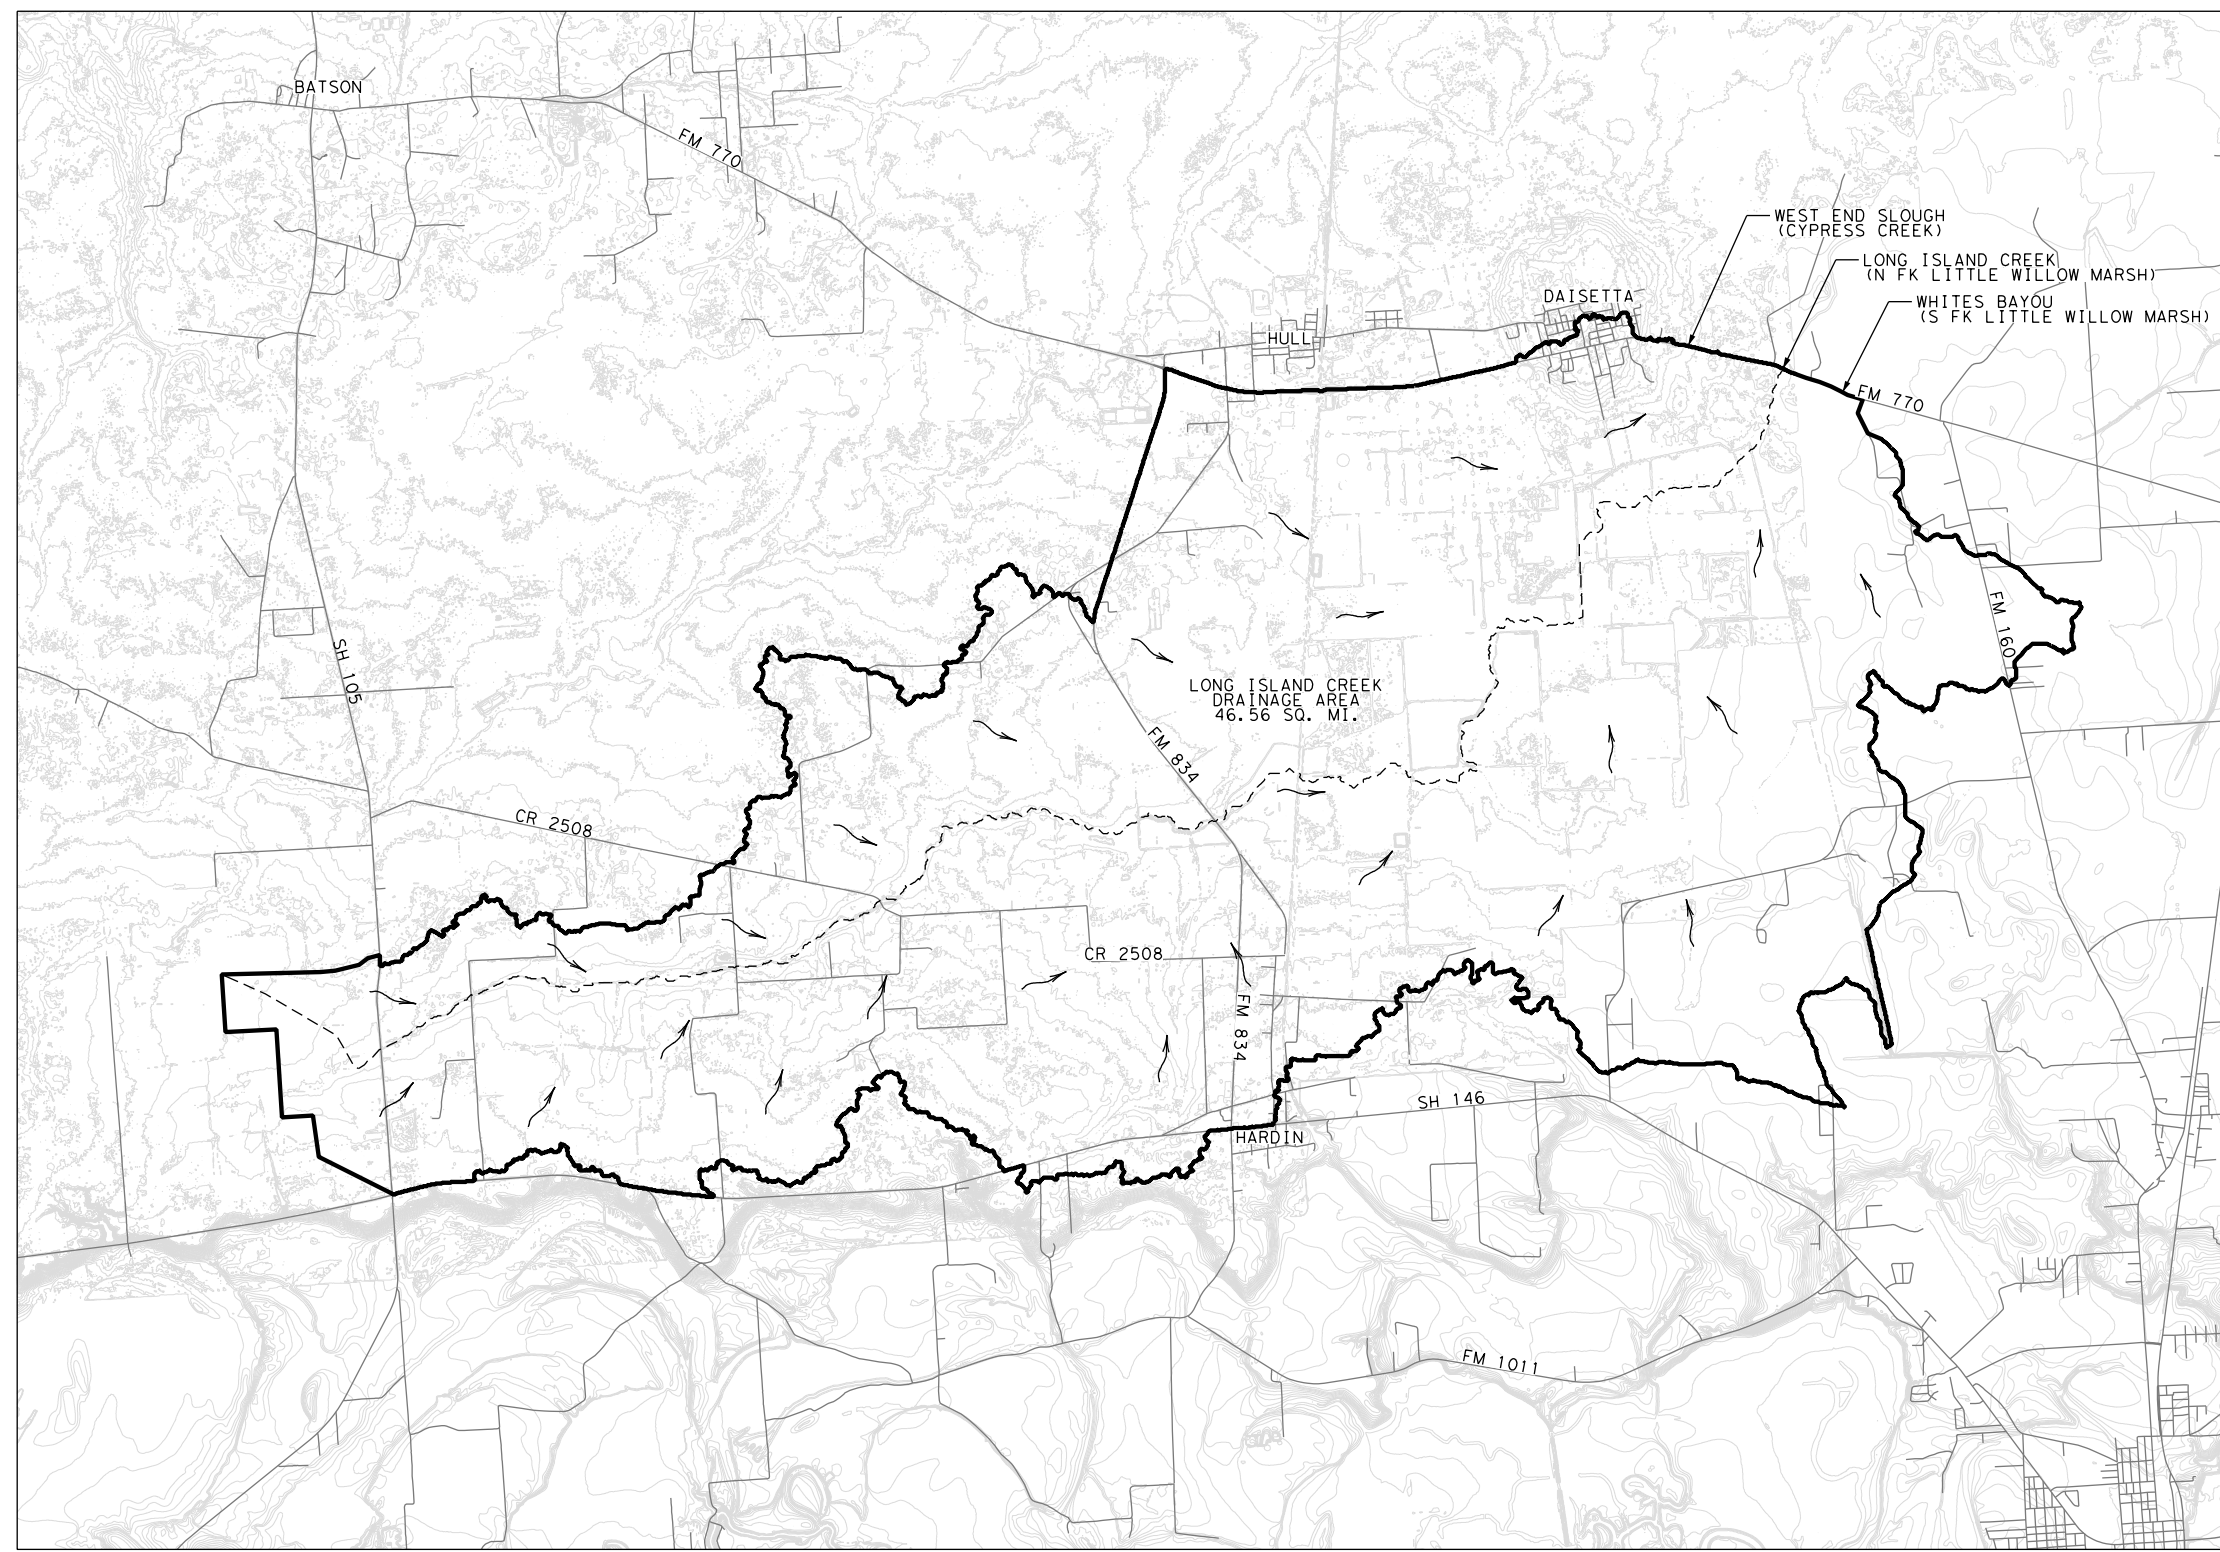 BATSON
FM 770
WEST END SLOUGH
(CYPRESS CREEK)
LONG ISLAND CREEK
(N FK LITTLE WILLOW MARSH)
WHITES BAYOU
(S FK LITTLE WILLOW MARSH)
DAISETTA
HULL
FM 770
FM 160
SH 105
LONG ISLAND CREEK
DRAINAGE AREA
46.56 SQ. MI.
FM 834
CR 2508
CR 2508
FM 834
SH 146
HARDIN
FM 1011